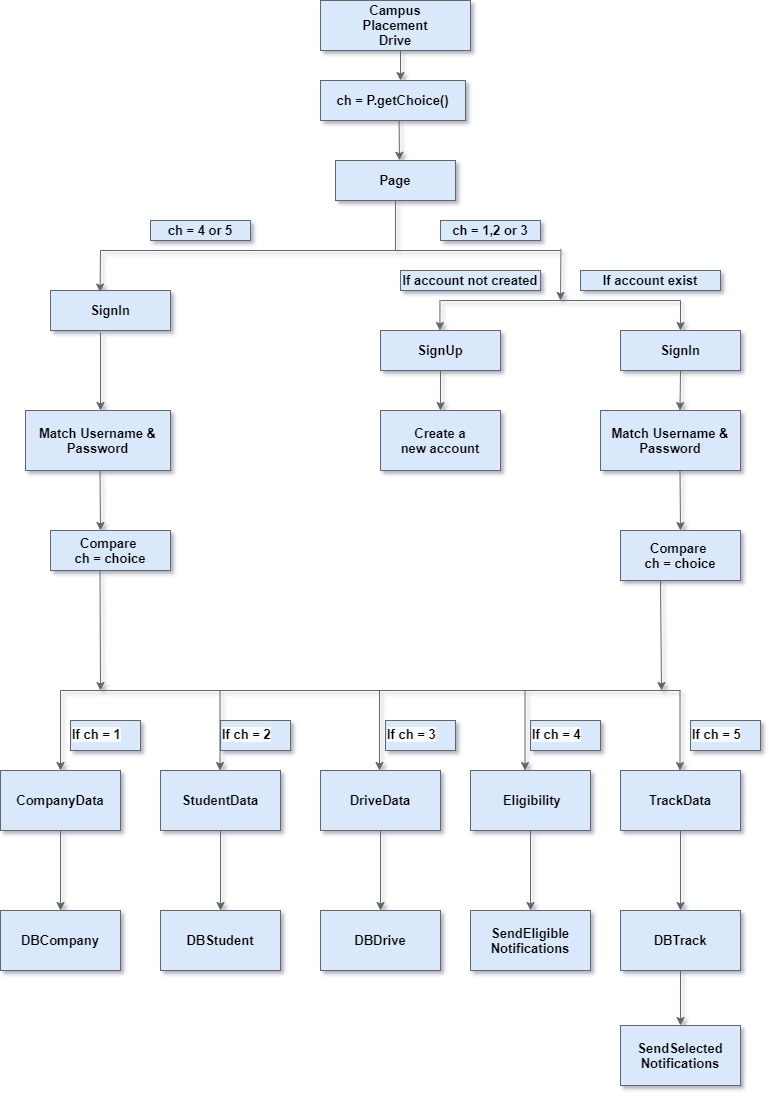 Campus
Placement
Drive
ch = P.getChoice()
Page
ch = 4 or 5
ch = 1,2 or 3
If account not created
If account exist
SignIn
SignUp
SignIn
Match Username &
Password
Create a
new account
Match Username &
Password
Compare
ch = choice
Compare
ch = choice
If ch = 1
If ch = 2
If ch = 3
If ch = 4
If ch = 5
CompanyData
StudentData
DriveData
Eligibility
TrackData
DBCompany
DBStudent
DBDrive
SendEligible
Notifications
DBTrack
SendSelected
Notifications